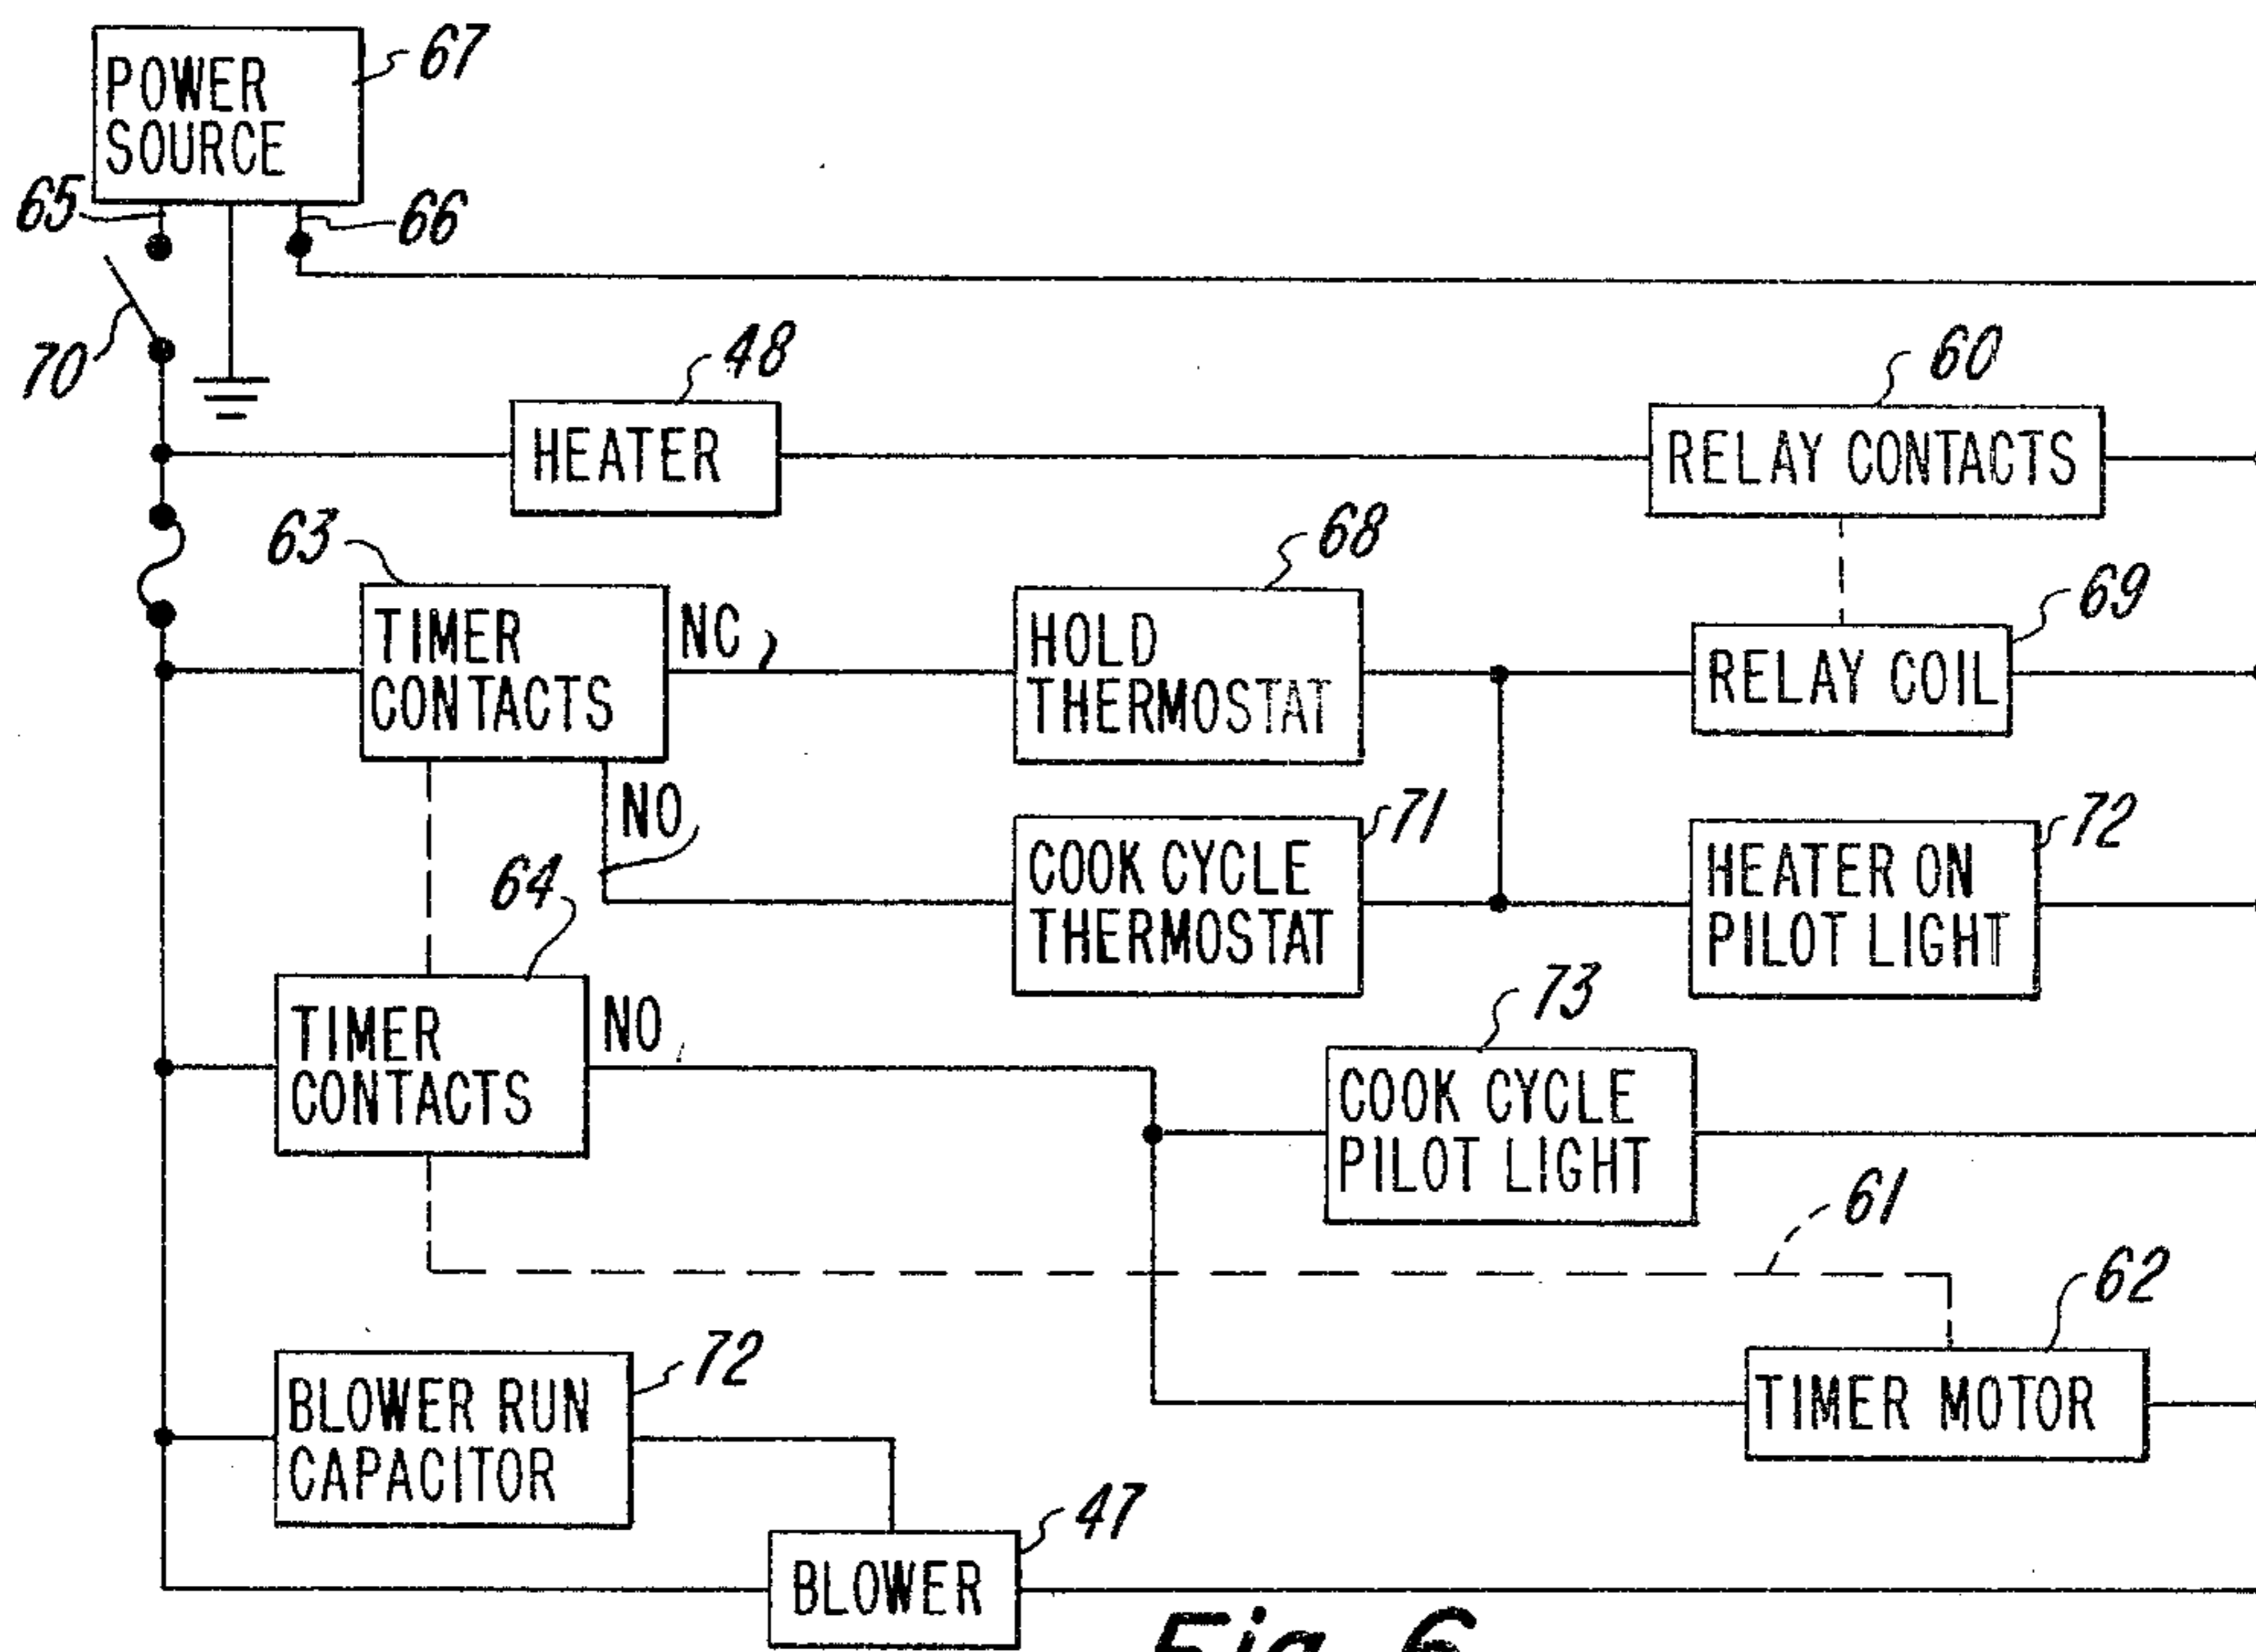 POWER
SOURCE
67
65
66
70
48
HEATER
60
RELAY CONTACTS
63
TIMER
CONTACTS
NC
NO
68
HOLD
THERMOSTAT
69
RELAY COIL
71
COOK CYCLE
THERMOSTAT
72
HEATER ON
PILOT LIGHT
64
TIMER
CONTACTS
NO
73
COOK CYCLE
PILOT LIGHT
61
62
TIMER MOTOR
72
BLOWER RUN
CAPACITOR
47
BLOWER
Fig. 6